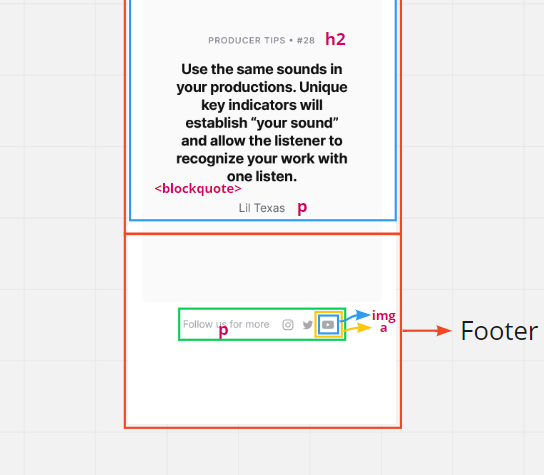 PRODUCER TIPS • #28 h2
Use the same sounds in
your productions. Unique
key indicators will
establish “your sound”
and allow the listener to
recognize your work with
one listen.
<blockquote>
Lil Texas p
Follow us for more
p
img
a
Footer